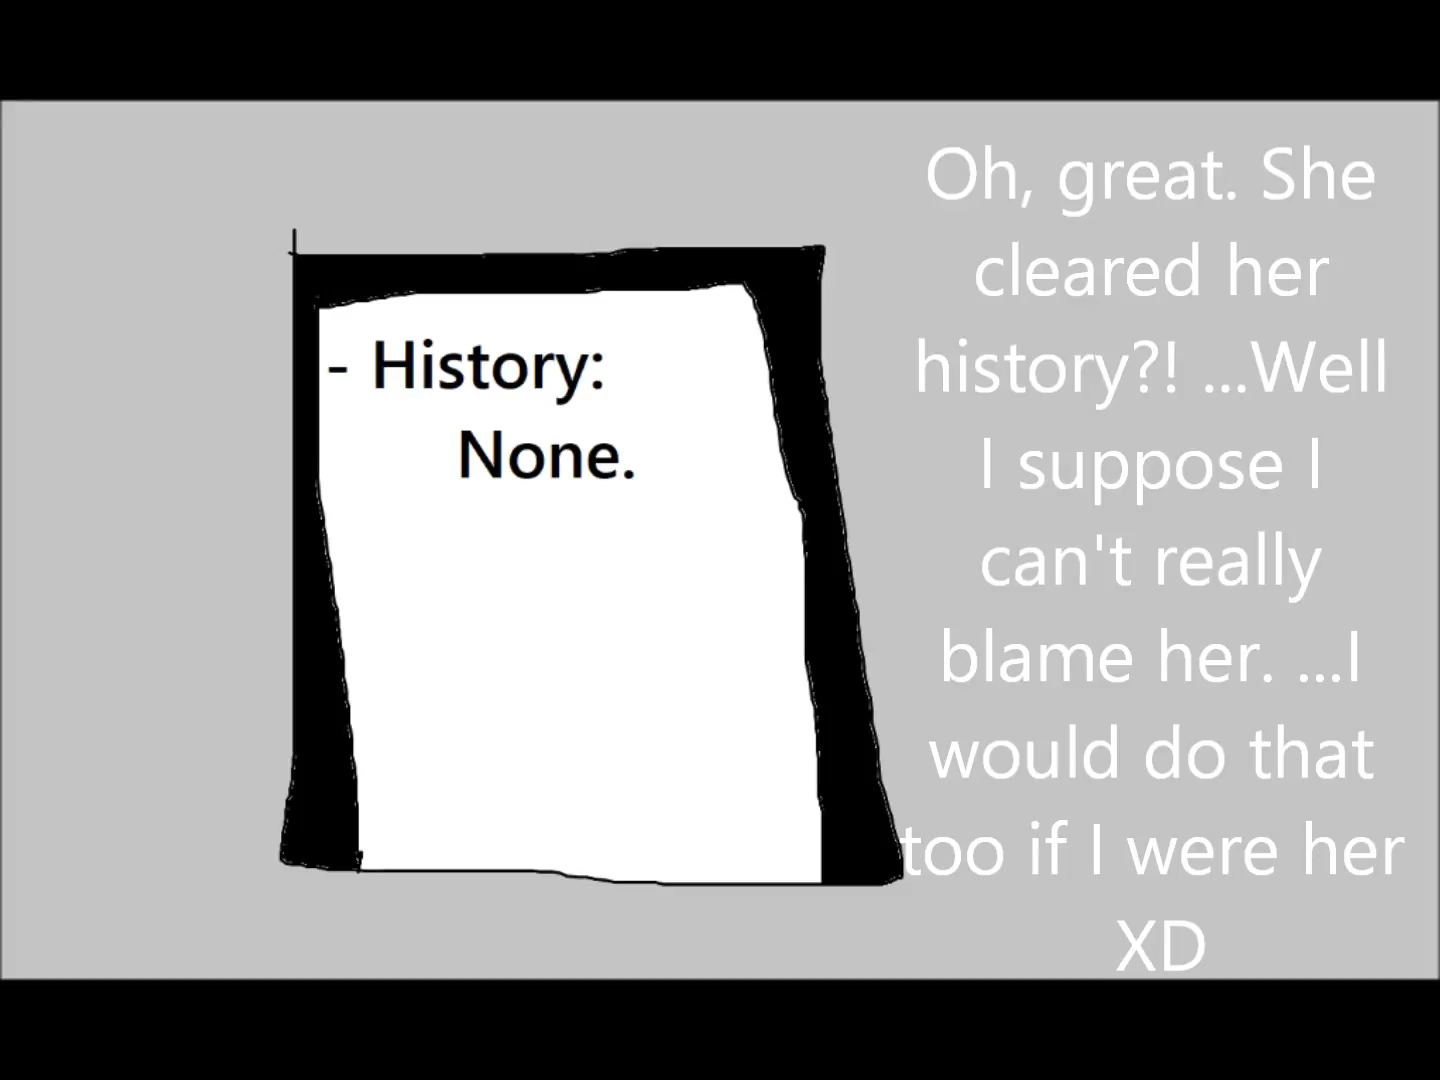 - History:
None.
Oh, great. She
cleared her
history?! ...Well
I suppose I
can't really
blame her. ...I
would do that
too if I were her
XD